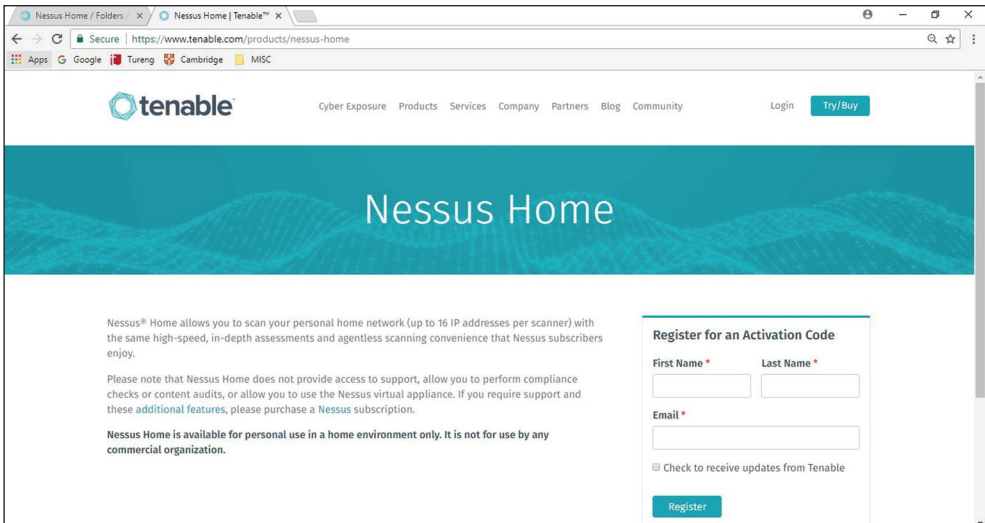 Nessus Home / Folders /
Nessus Home | Tenable™
Secure | https://www.tenable.com/products/nessus-home
Apps Google Tureng Cambridge MISC
tenable™
Cyber Exposure Products Services Company Partners Blog Community
Login Try/Buy
Nessus Home
Nessus® Home allows you to scan your personal home network (up to 16 IP addresses per scanner) with
the same high-speed, in-depth assessments and agentless scanning convenience that Nessus subscribers
enjoy.
Please note that Nessus Home does not provide access to support, allow you to perform compliance
checks or content audits, or allow you to use the Nessus virtual appliance. If you require support and
these additional features, please purchase a Nessus subscription.
Nessus Home is available for personal use in a home environment only. It is not for use by any
commercial organization.
Register for an Activation Code
First Name * Last Name *
Email *
Check to receive updates from Tenable
Register